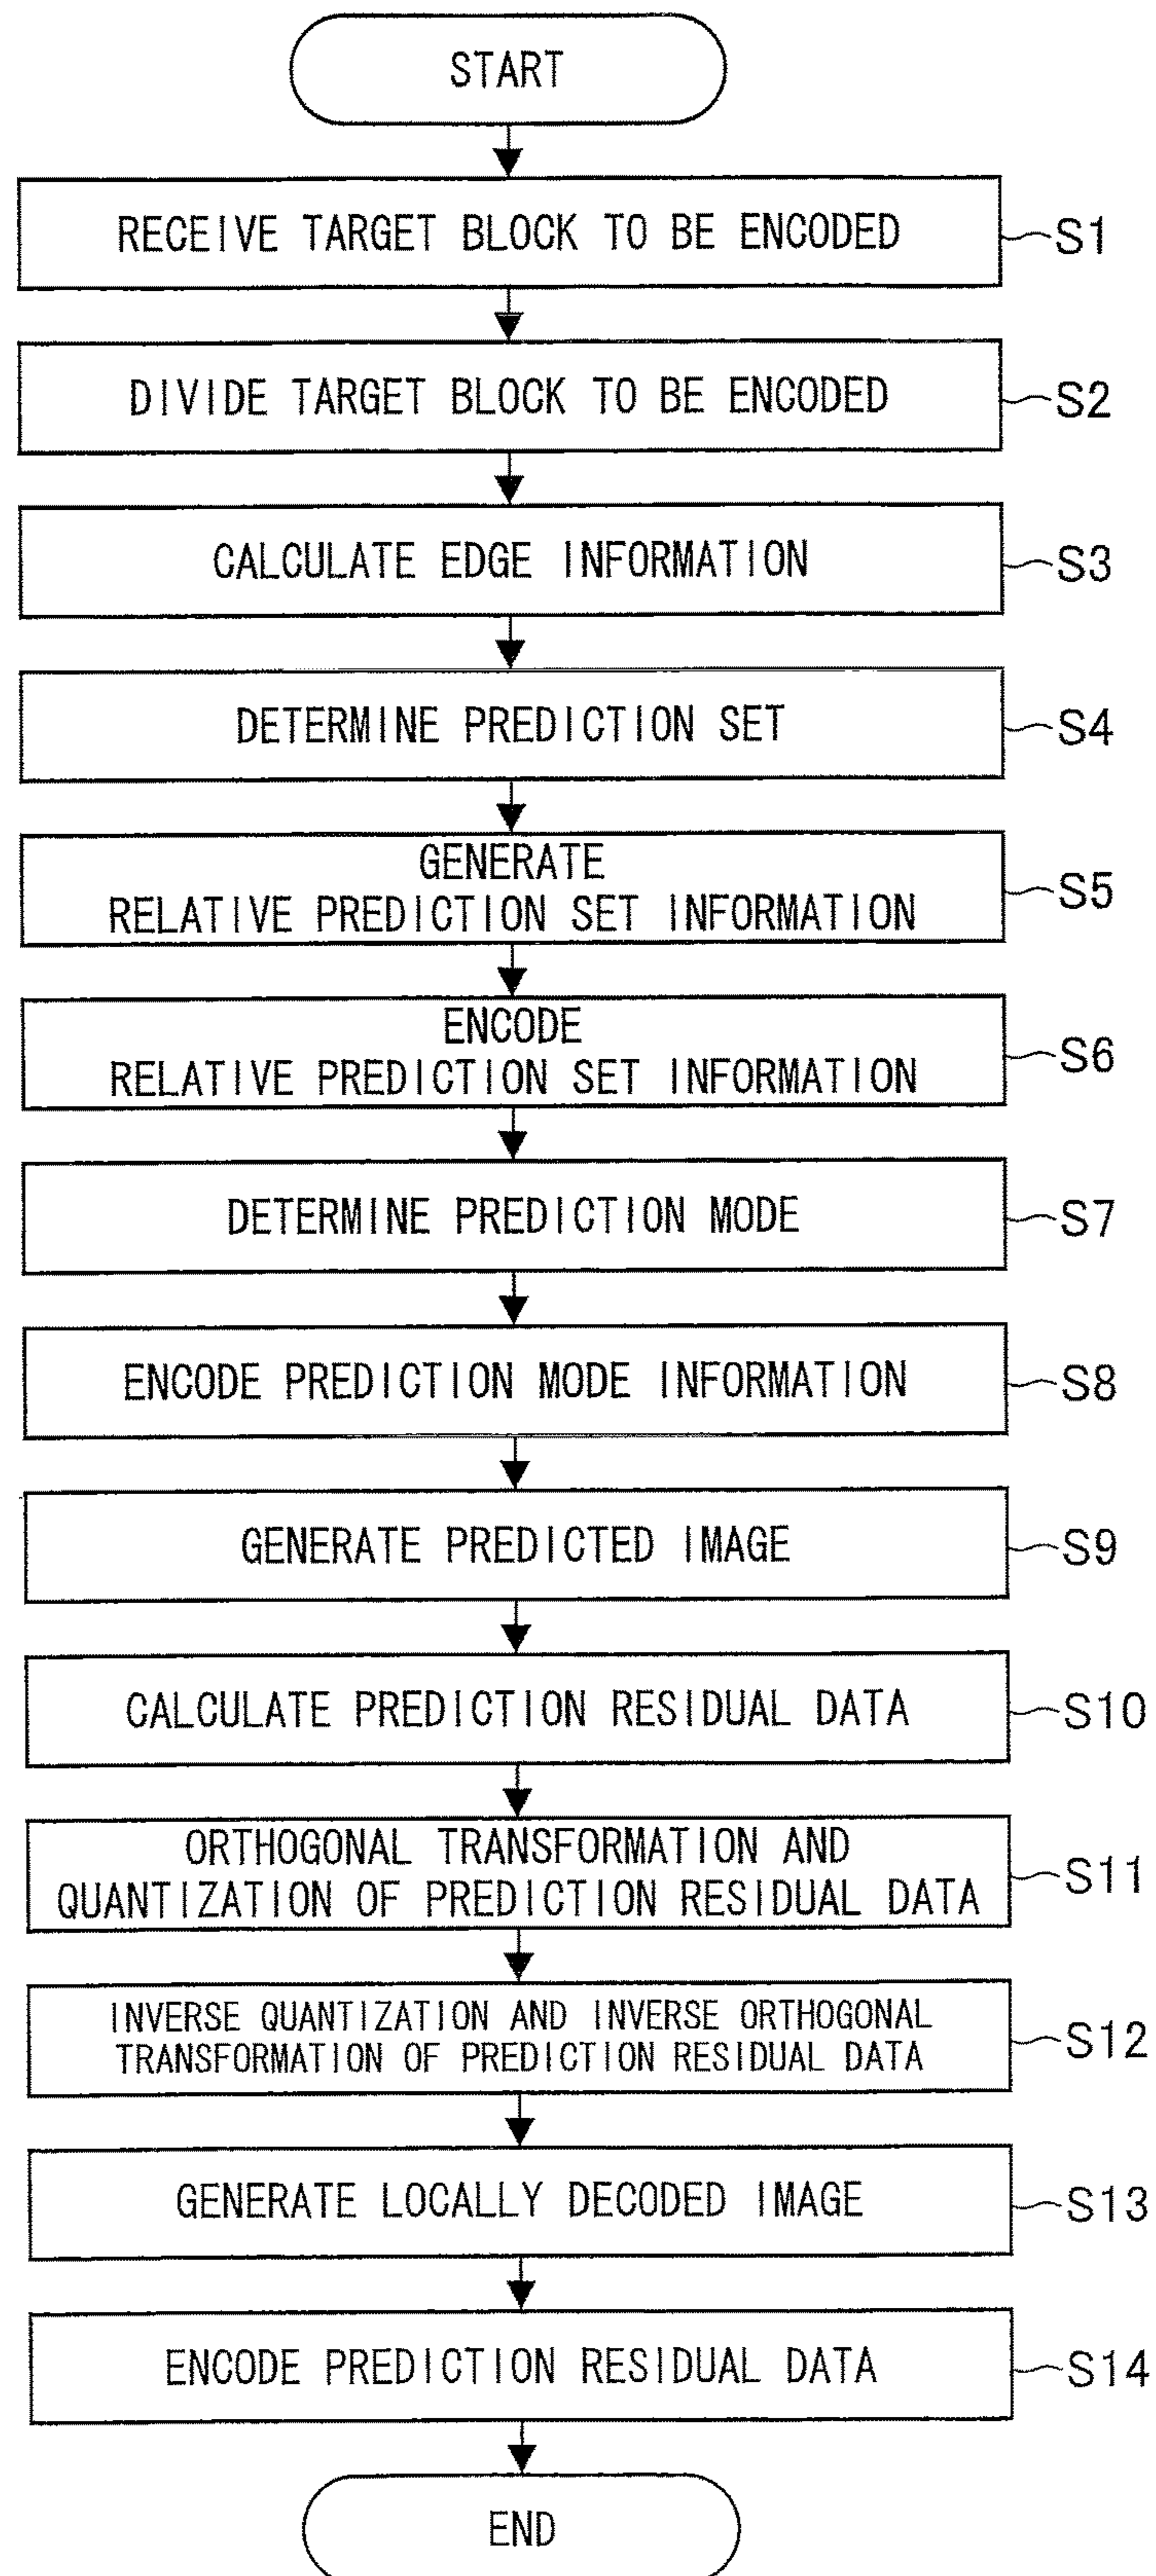 START
RECEIVE TARGET BLOCK TO BE ENCODED
S1
DIVIDE TARGET BLOCK TO BE ENCODED
S2
CALCULATE EDGE INFORMATION
S3
DETERMINE PREDICTION SET
S4
GENERATE
RELATIVE PREDICTION SET INFORMATION
S5
ENCODE
RELATIVE PREDICTION SET INFORMATION
S6
DETERMINE PREDICTION MODE
S7
ENCODE PREDICTION MODE INFORMATION
S8
GENERATE PREDICTED IMAGE
S9
CALCULATE PREDICTION RESIDUAL DATA
S10
ORTHOGONAL TRANSFORMATION AND
QUANTIZATION OF PREDICTION RESIDUAL DATA
S11
INVERSE QUANTIZATION AND INVERSE ORTHOGONAL
TRANSFORMATION OF PREDICTION RESIDUAL DATA
S12
GENERATE LOCALLY DECODED IMAGE
S13
ENCODE PREDICTION RESIDUAL DATA
S14
END